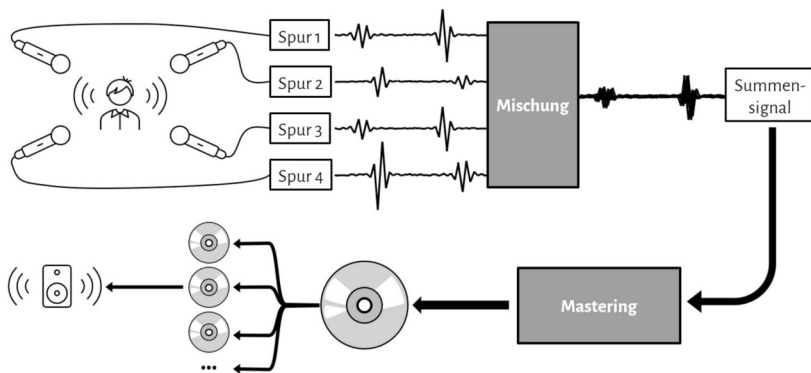 Spur 1
Spur 2
Spur 3
Spur 4
Mischung
Summen-
signal
Mastering
...